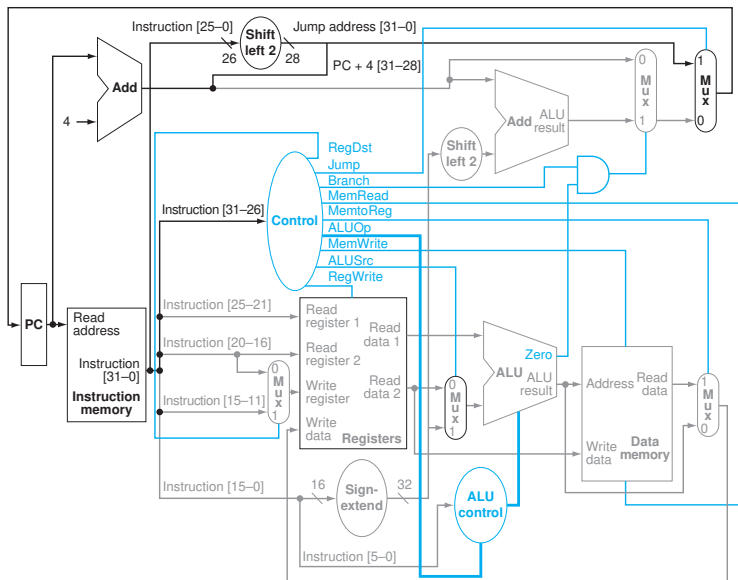 Instruction [25–0]
Jump address [31–0]
Shift
left 2
26
28
PC + 4 [31–28]
Add
4
1
Mux
0
0
Mux
1
Add
ALU
result
Shift
left 2
RegDst
Jump
Branch
MemRead
MemtoReg
ALUOp
MemWrite
ALUSrc
RegWrite
Control
Instruction [31–26]
PC
Read
address
Instruction
[31–0]
Instruction
memory
Instruction [25–21]
Instruction [20–16]
Instruction [15–11]
Instruction [15–0]
Instruction [5–0]
0
Mux
1
Read
register 1
Read
register 2
Write
register
Write
data
Read
data 1
Read
data 2
Registers
0
Mux
1
Zero
ALU
ALU
result
Address
Read
data
Write
data
Data
memory
1
Mux
0
16
Sign-
extend
32
ALU
control